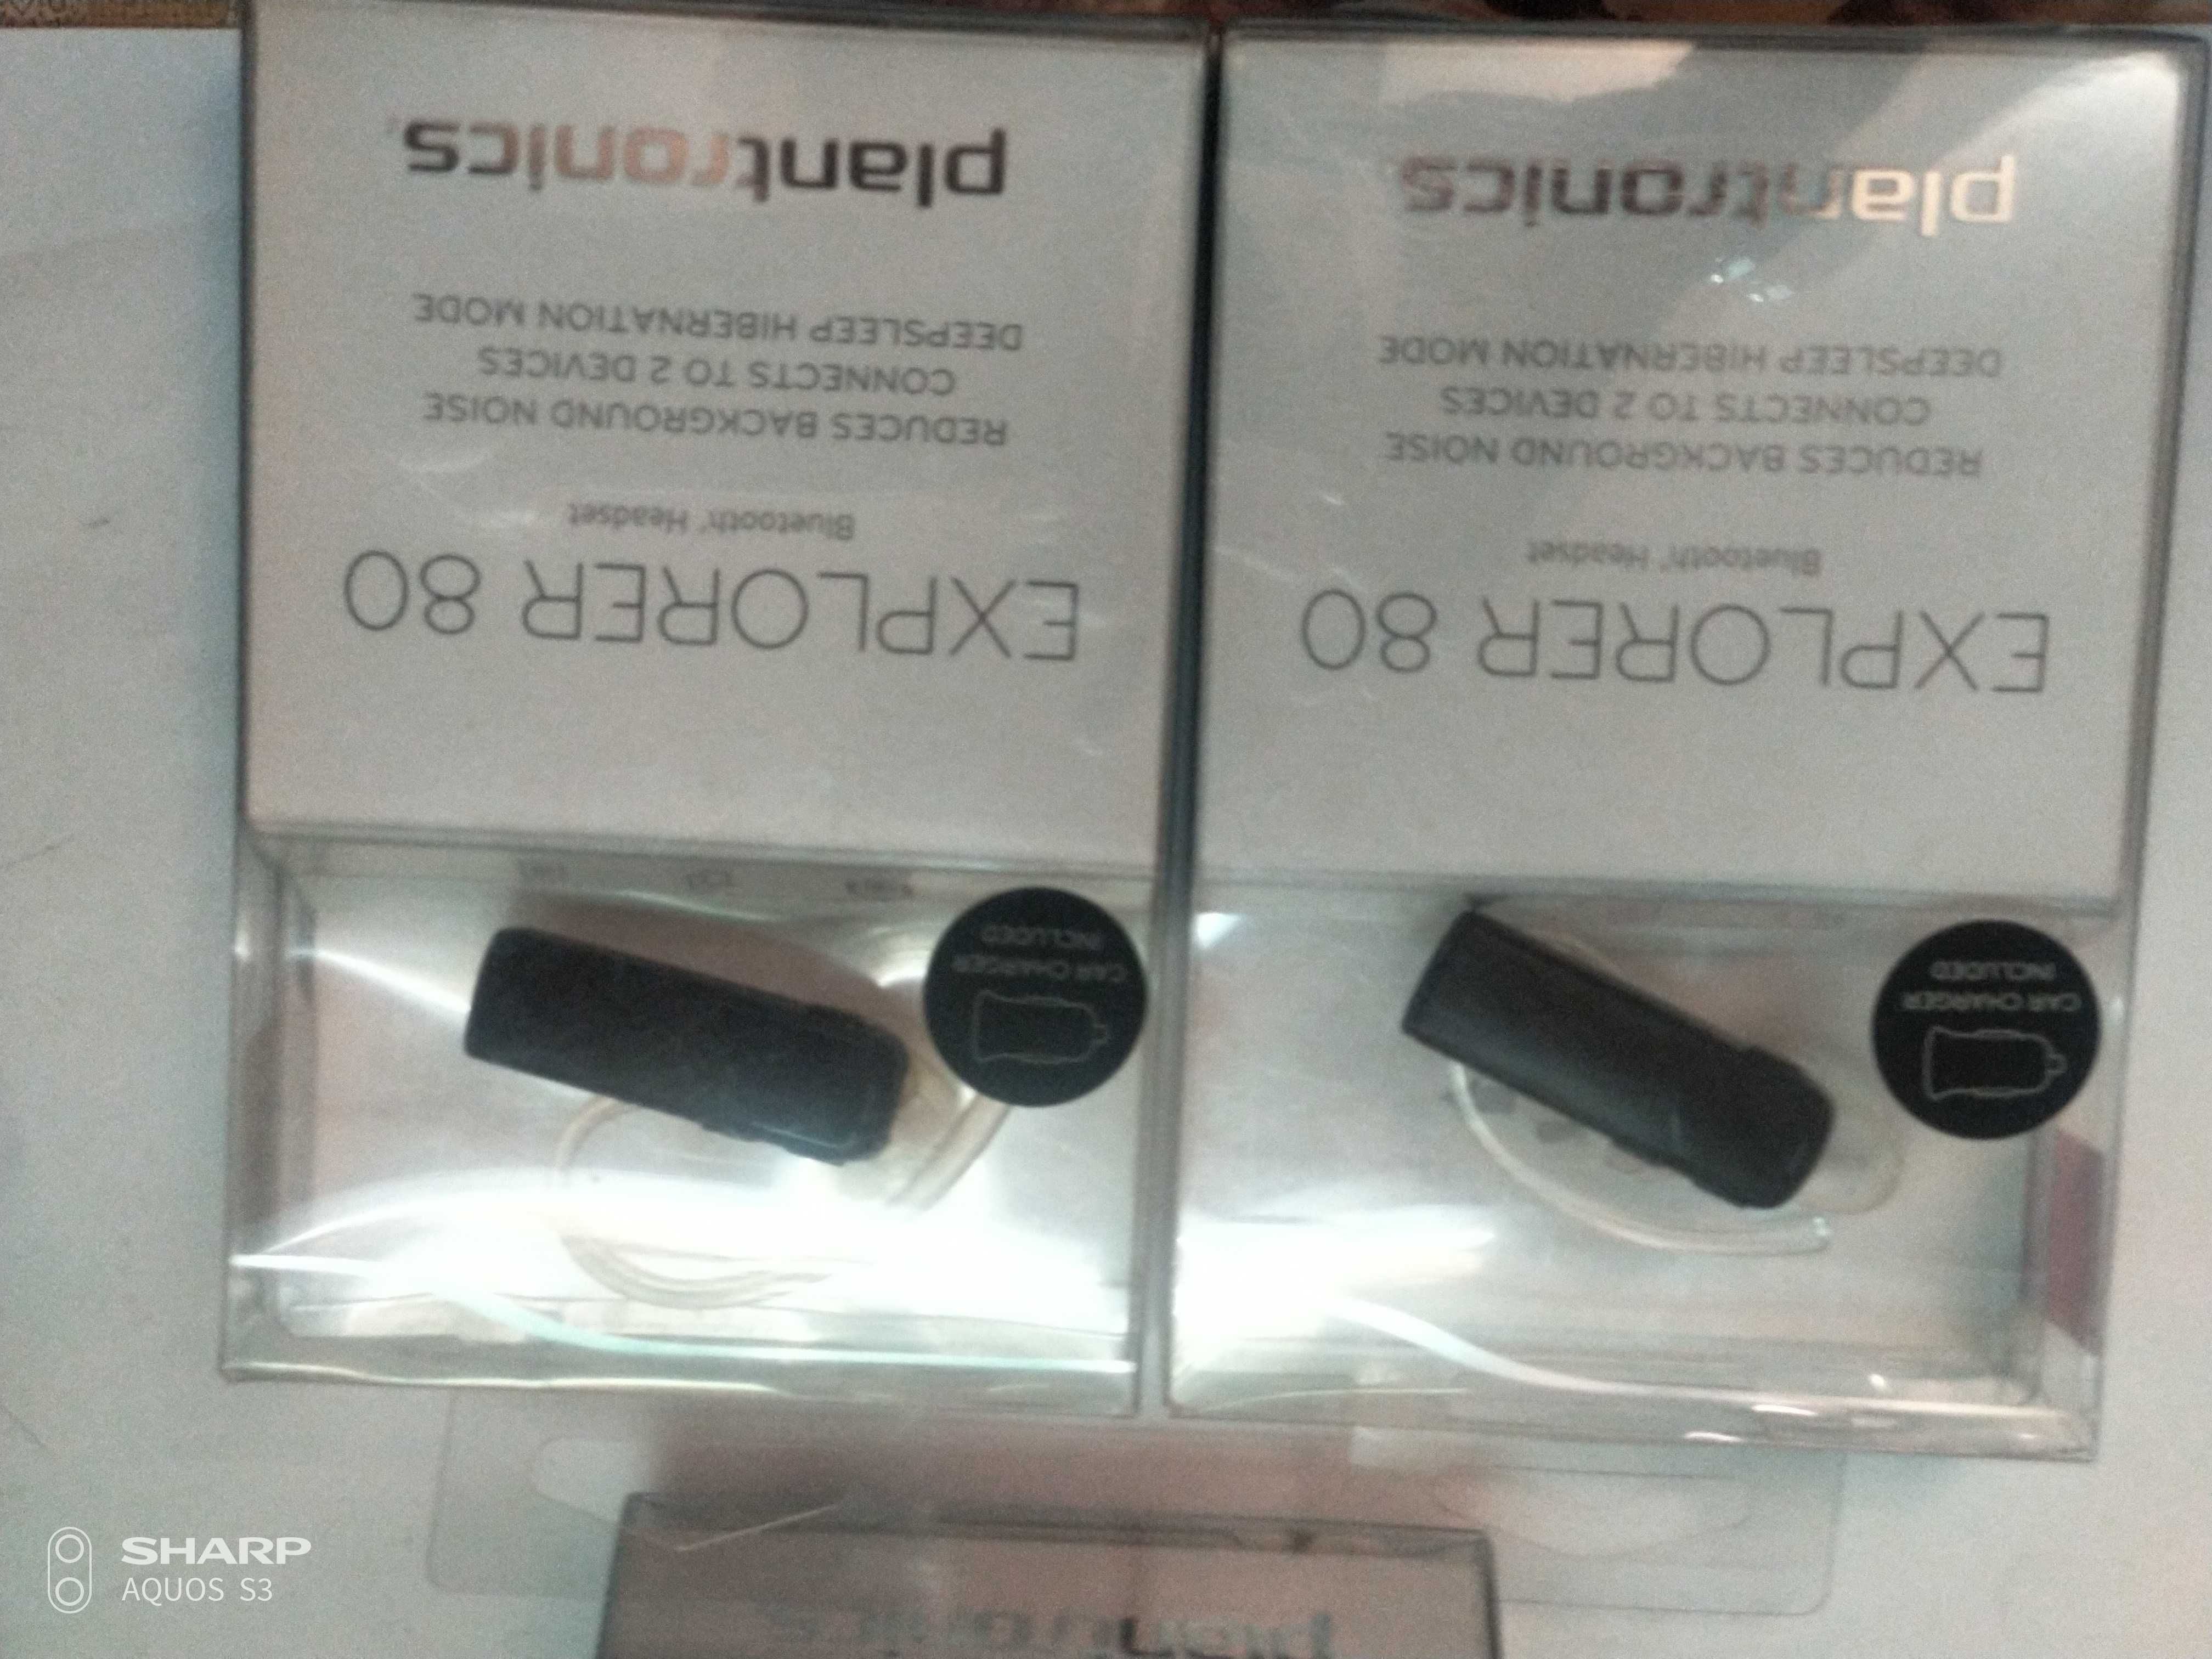 EXPLORER 80
Bluetooth® Headset
REDUCES BACKGROUND NOISE
CONNECTS TO 2 DEVICES
DEEPSLEEP HIBERNATION MODE
plantronics
CAR CHARGER
INCLUDED
EXPLORER 80
Bluetooth® Headset
REDUCES BACKGROUND NOISE
CONNECTS TO 2 DEVICES
DEEPSLEEP HIBERNATION MODE
plantronics
CAR CHARGER
INCLUDED
plantronics
SHARP
AQUOS S3